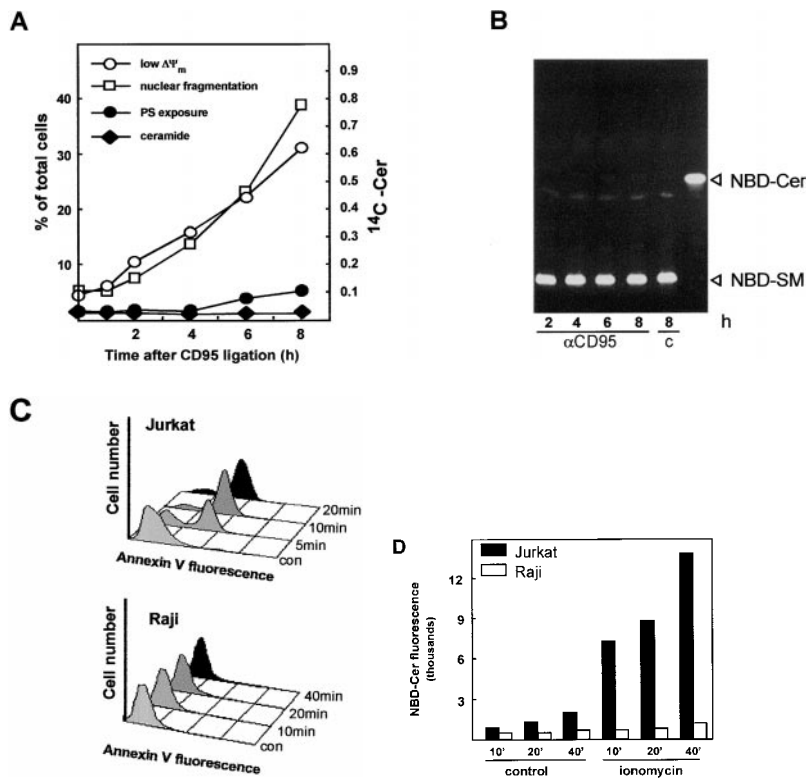 A
low ΔΨm
nuclear fragmentation
PS exposure
ceramide
% of total cells
40
30
20
10
0.9
0.8
0.7
0.6
0.5
0.4
0.3
0.2
0.1
14C -Cer
2 4 6 8
Time after CD95 ligation (h)
B
NBD-Cer
NBD-SM
2 4 6 8 8 h
αCD95 c
C
Jurkat
Cell number
20min
10min
5min
con
Annexin V fluorescence
Raji
Cell number
40min
20min
10min
con
Annexin V fluorescence
D
Jurkat
Raji
NBD-Cer fluorescence
(thousands)
12
9
6
3
10' 20' 40' 10' 20' 40'
control ionomycin